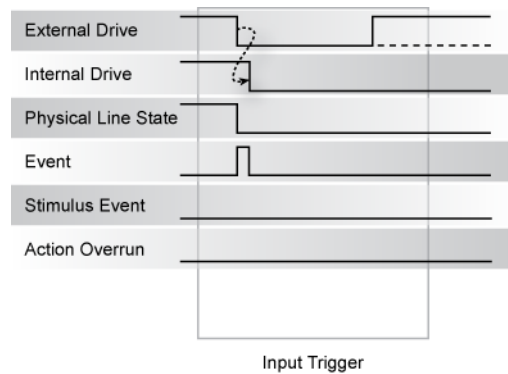 External Drive
Internal Drive
Physical Line State
Event
Stimulus Event
Action Overrun
Input Trigger